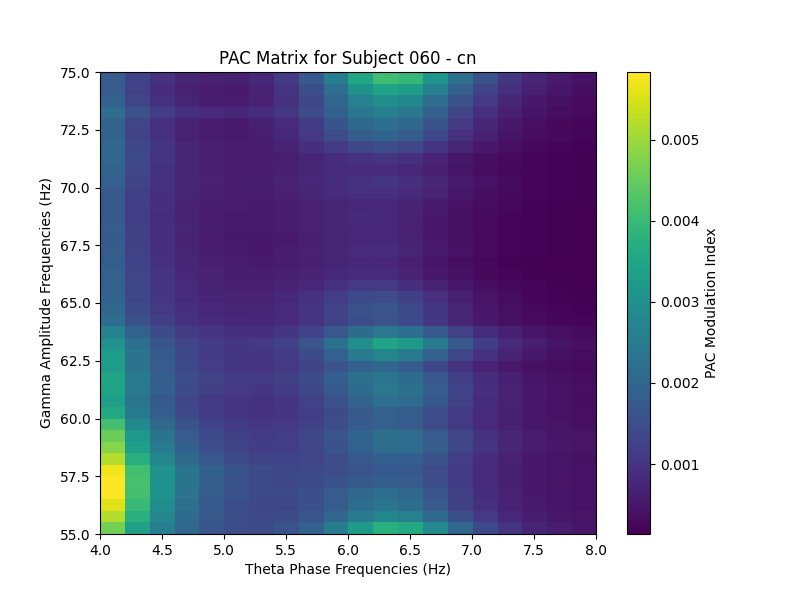 PAC Matrix for Subject 060 - cn
Gamma Amplitude Frequencies (Hz)
75.0
72.5
70.0
67.5
65.0
62.5
60.0
57.5
55.0
4.0 4.5 5.0 5.5 6.0 6.5 7.0 7.5 8.0
Theta Phase Frequencies (Hz)
0.005
0.004
0.003
0.002
0.001
PAC Modulation Index